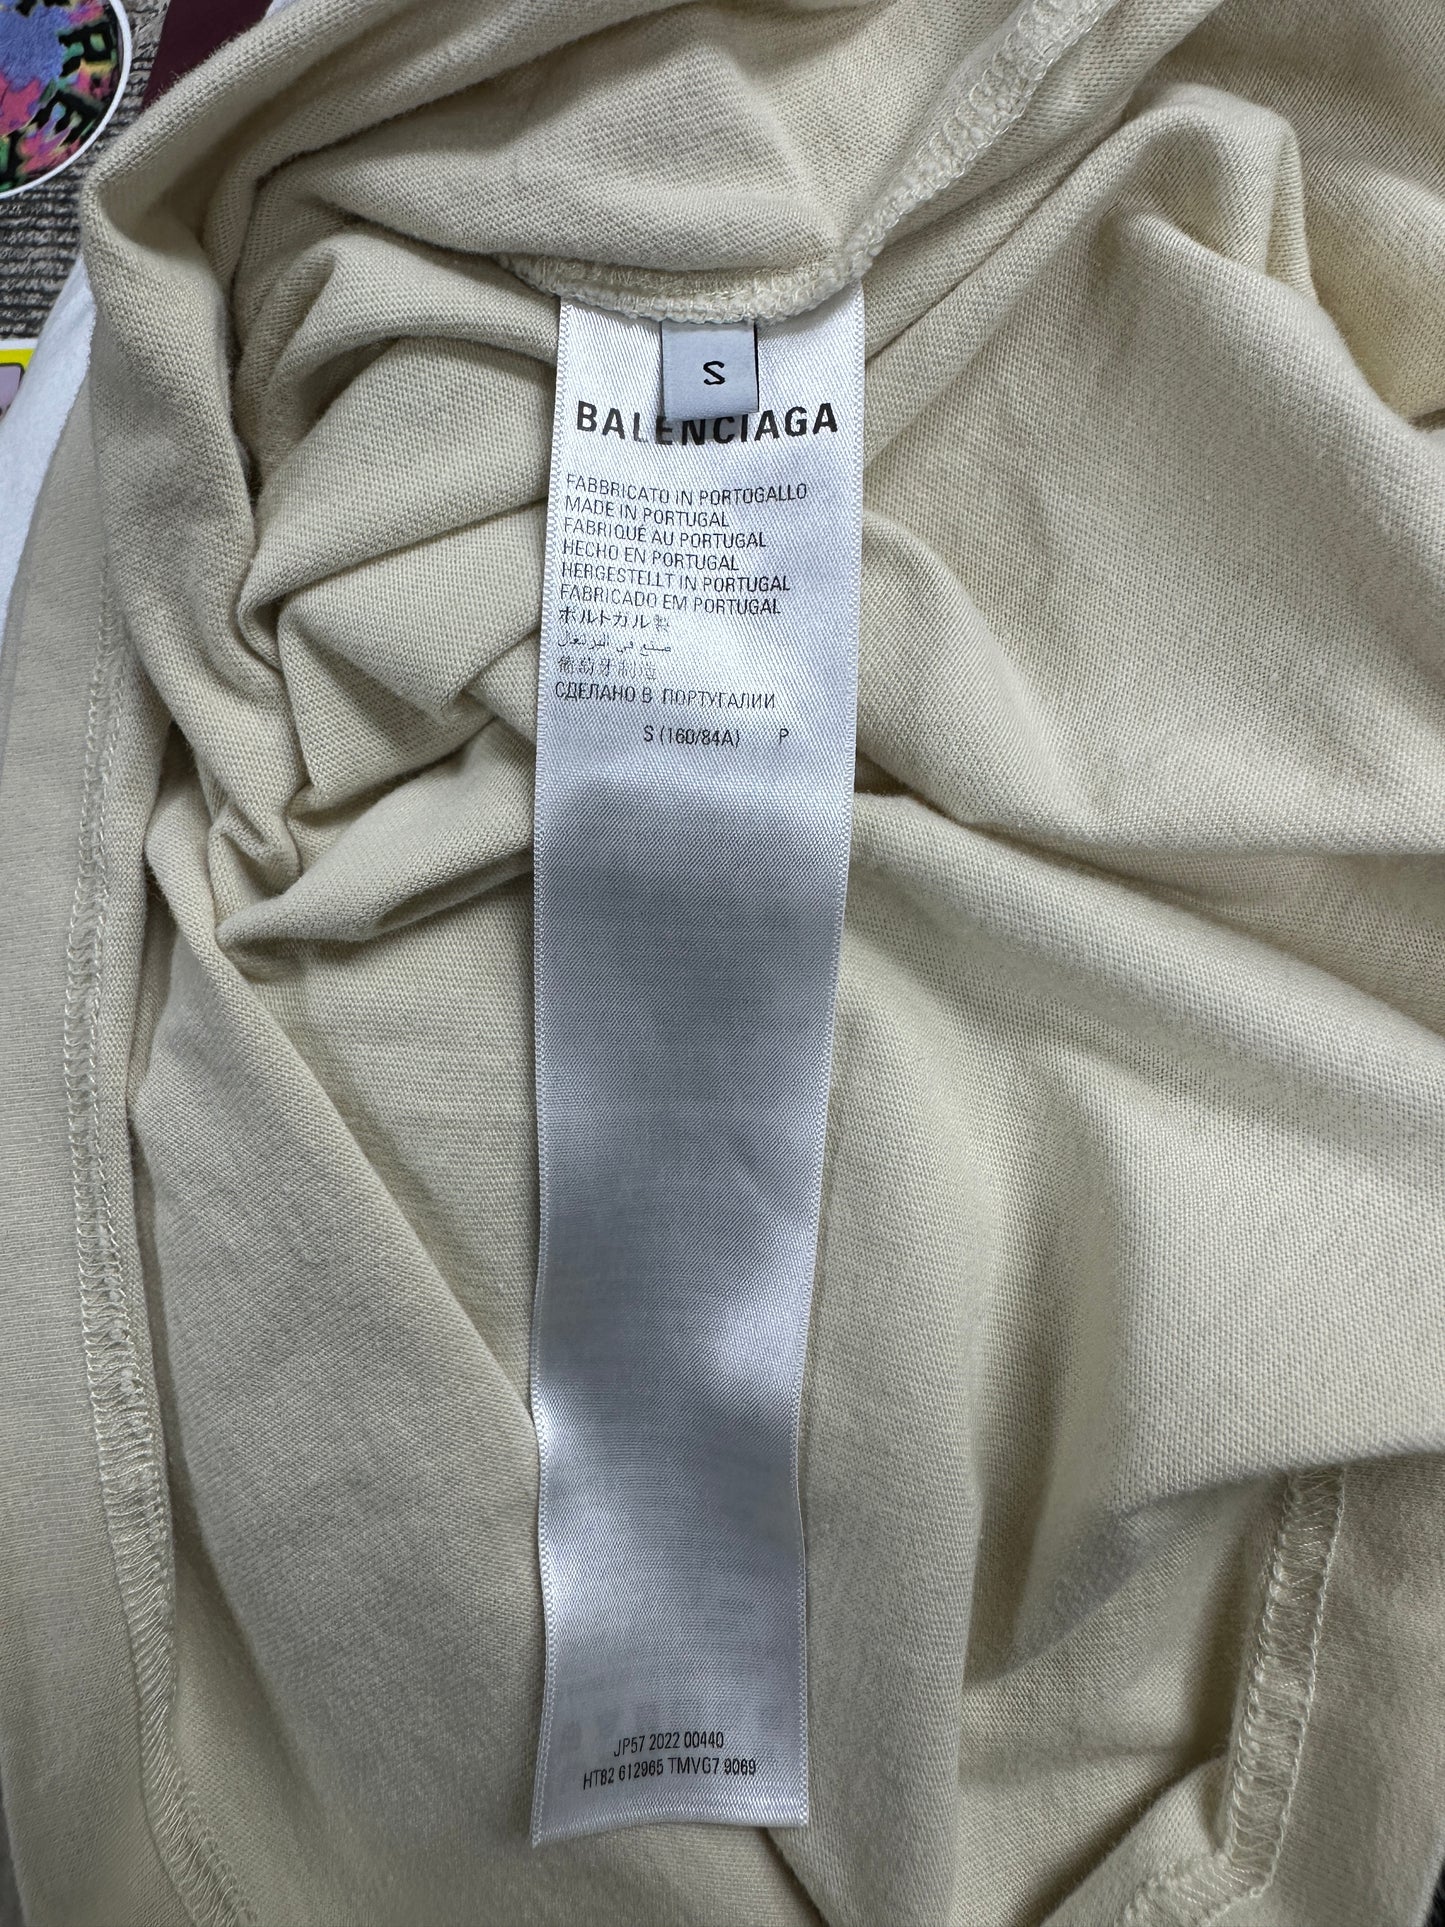 S
BALENCIAGA
FABBRICATO IN PORTOGALLO
MADE IN PORTUGAL
FABRIQUÉ AU PORTUGAL
HECHO EN PORTUGAL
HERGESTELLT IN PORTUGAL
FABRICADO EM PORTUGAL
ポルトガル製
صنع في البرتغال
葡萄牙制造
СДЕЛАНО В ПОРТУГАЛИИ
S (160/84A) P
JP57 2022 00440
HT82 612965 TMVG7 9069